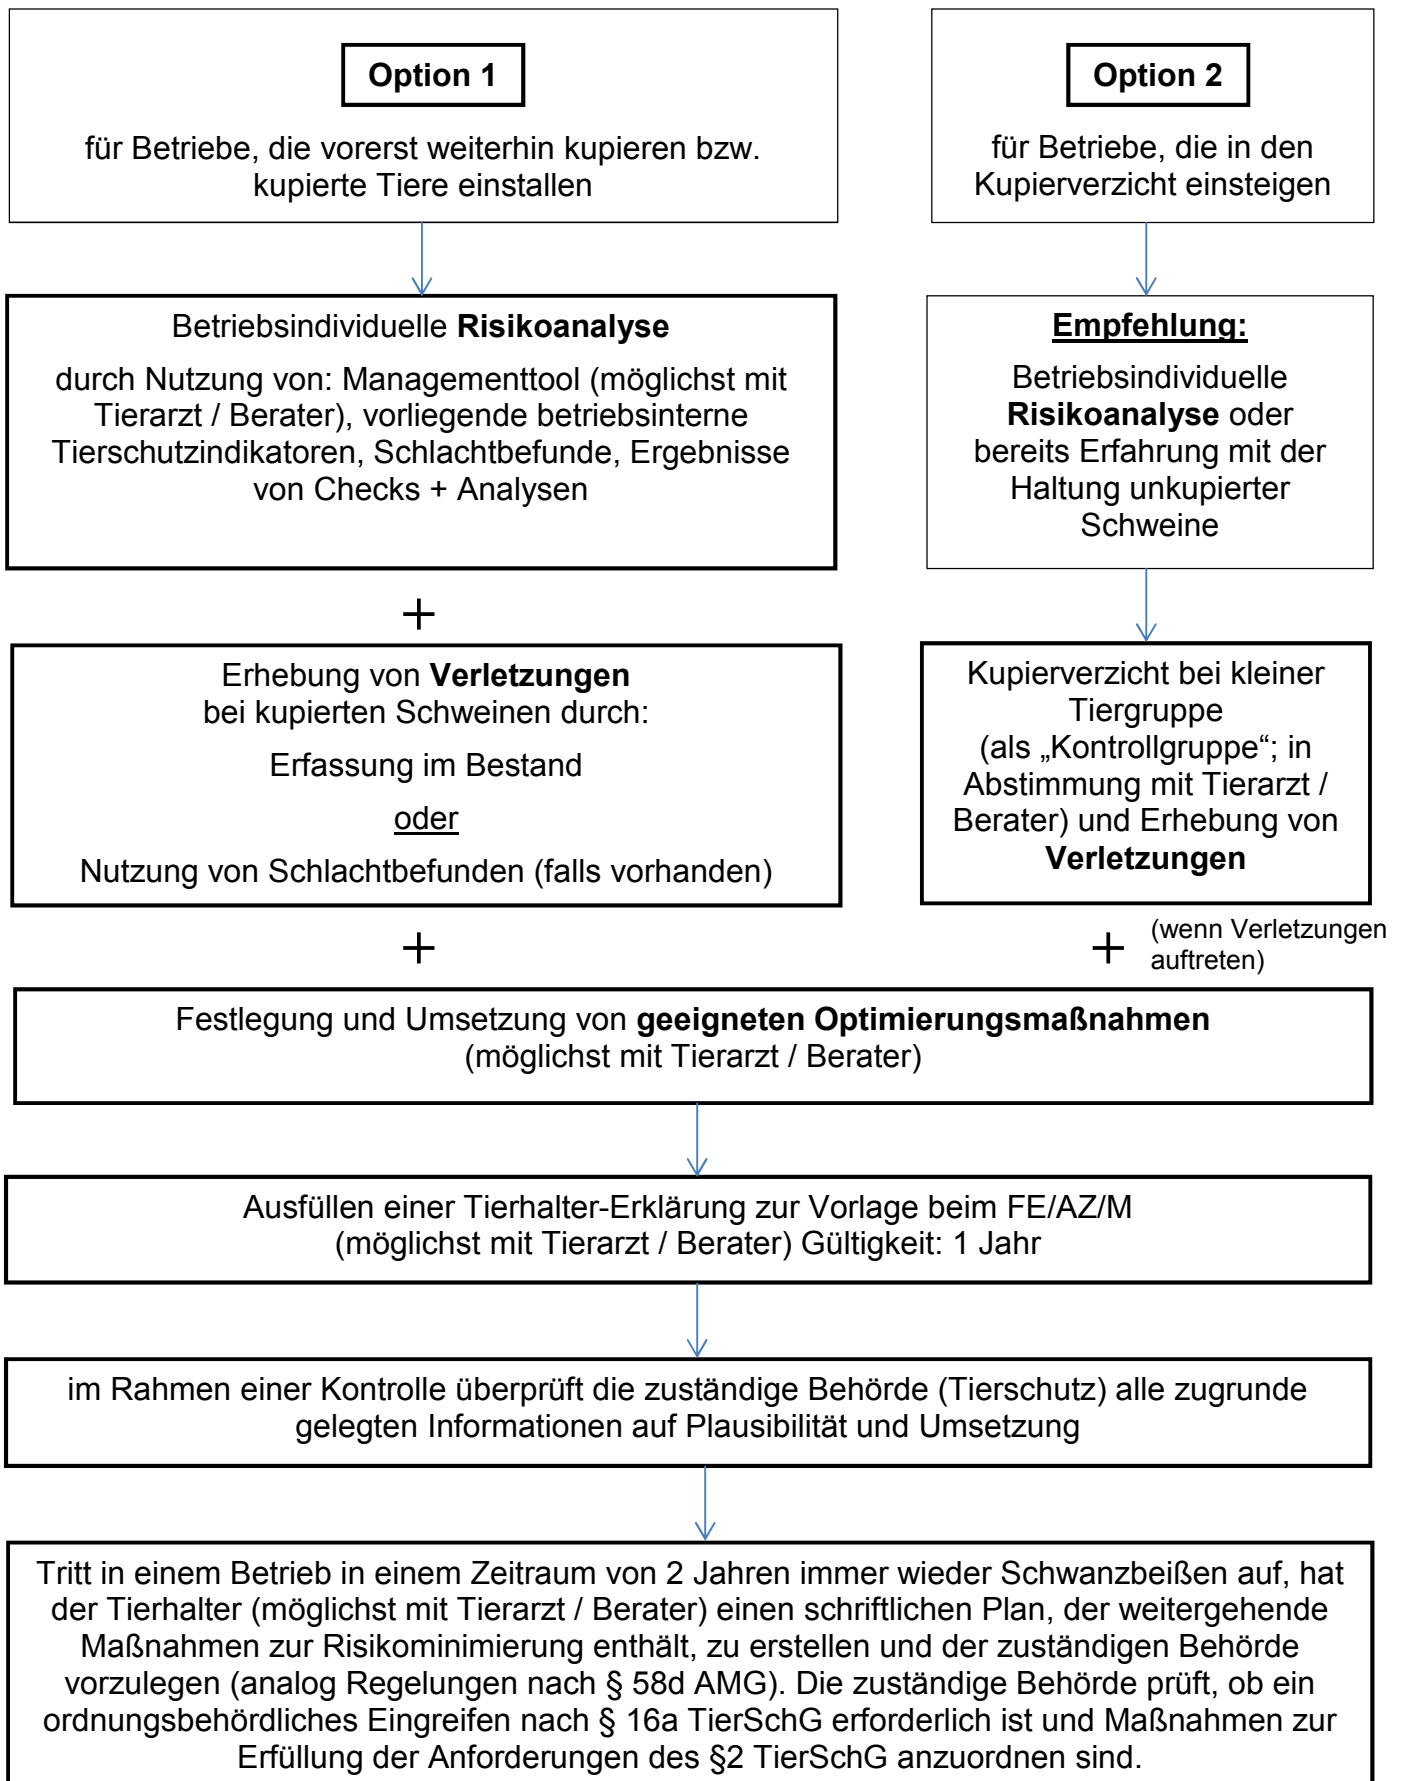 Option 1
für Betriebe, die vorerst weiterhin kupieren bzw.
kupierte Tiere einstallen
Option 2
für Betriebe, die in den
Kupierverzicht einsteigen
Betriebsindividuelle Risikoanalyse
durch Nutzung von: Managementtool (möglichst mit
Tierarzt / Berater), vorliegende betriebsinterne
Tierschutzindikatoren, Schlachtbefunde, Ergebnisse
von Checks + Analysen
Empfehlung:
Betriebsindividuelle
Risikoanalyse oder
bereits Erfahrung mit der
Haltung unkupierter
Schweine
+
Erhebung von Verletzungen
bei kupierten Schweinen durch:
Erfassung im Bestand
oder
Nutzung von Schlachtbefunden (falls vorhanden)
Kupierverzicht bei kleiner
Tiergruppe
(als „Kontrollgruppe“; in
Abstimmung mit Tierarzt /
Berater) und Erhebung von
Verletzungen
+
+
(wenn Verletzungen
auftreten)
Festlegung und Umsetzung von geeigneten Optimierungsmaßnahmen
(möglichst mit Tierarzt / Berater)
Ausfüllen einer Tierhalter-Erklärung zur Vorlage beim FE/AZ/M
(möglichst mit Tierarzt / Berater) Gültigkeit: 1 Jahr
im Rahmen einer Kontrolle überprüft die zuständige Behörde (Tierschutz) alle zugrunde
gelegten Informationen auf Plausibilität und Umsetzung
Tritt in einem Betrieb in einem Zeitraum von 2 Jahren immer wieder Schwanzbeißen auf, hat
der Tierhalter (möglichst mit Tierarzt / Berater) einen schriftlichen Plan, der weitergehende
Maßnahmen zur Risikominimierung enthält, zu erstellen und der zuständigen Behörde
vorzulegen (analog Regelungen nach § 58d AMG). Die zuständige Behörde prüft, ob ein
ordnungsbehördliches Eingreifen nach § 16a TierSchG erforderlich ist und Maßnahmen zur
Erfüllung der Anforderungen des §2 TierSchG anzuordnen sind.